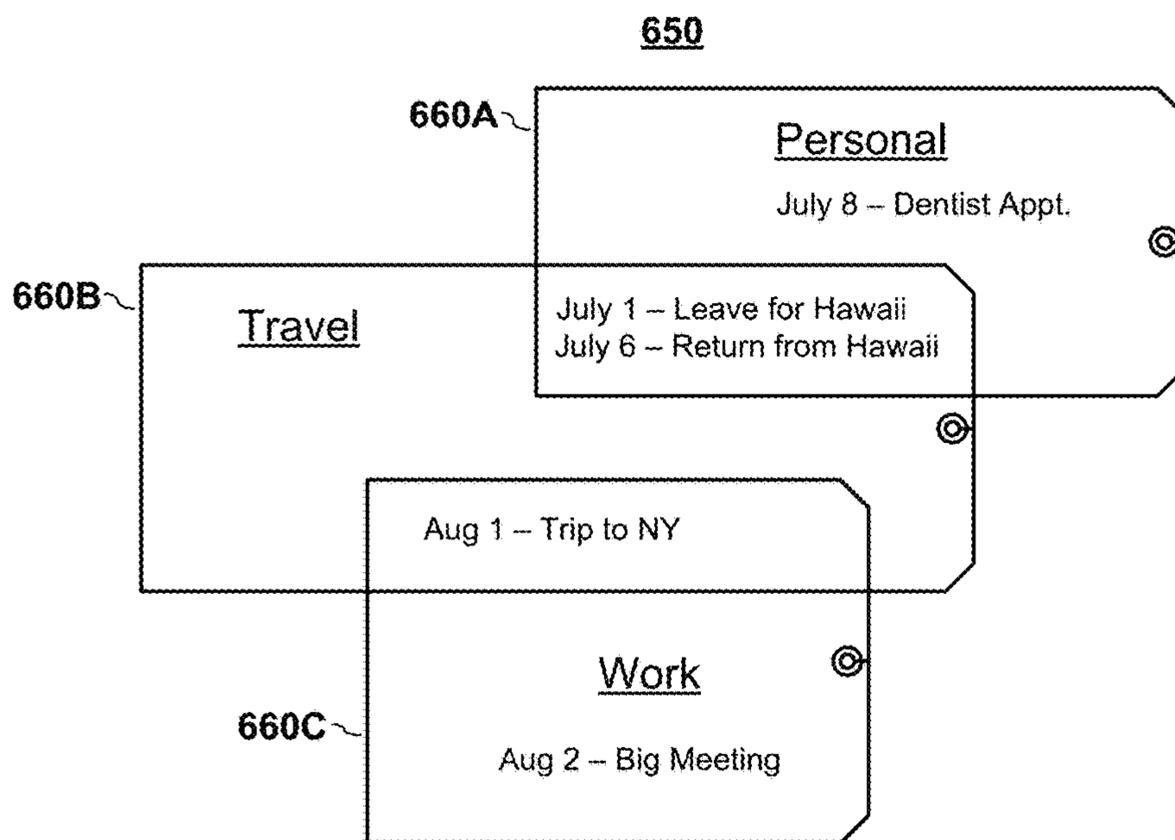 650
660A
Personal
July 8 – Dentist Appt.
660B
Travel
July 1 – Leave for Hawaii
July 6 – Return from Hawaii
Aug 1 – Trip to NY
Work
660C
Aug 2 – Big Meeting